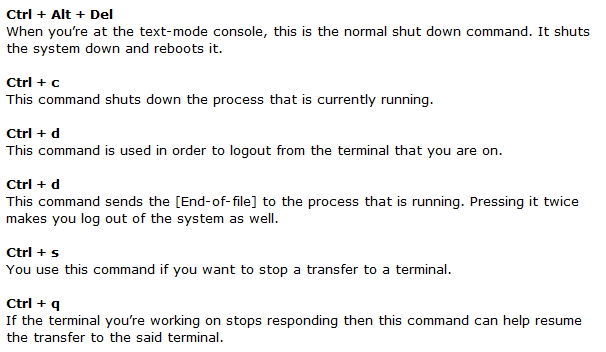 Ctrl + Alt + Del
When you're at the text-mode console, this is the normal shut down command. It shuts
the system down and reboots it.
Ctrl + c
This command shuts down the process that is currently running.
Ctrl + d
This command is used in order to logout from the terminal that you are on.
Ctrl + d
This command sends the [End-of-file] to the process that is running. Pressing it twice
makes you log out of the system as well.
Ctrl + s
You use this command if you want to stop a transfer to a terminal.
Ctrl + q
If the terminal you're working on stops responding then this command can help resume
the transfer to the said terminal.